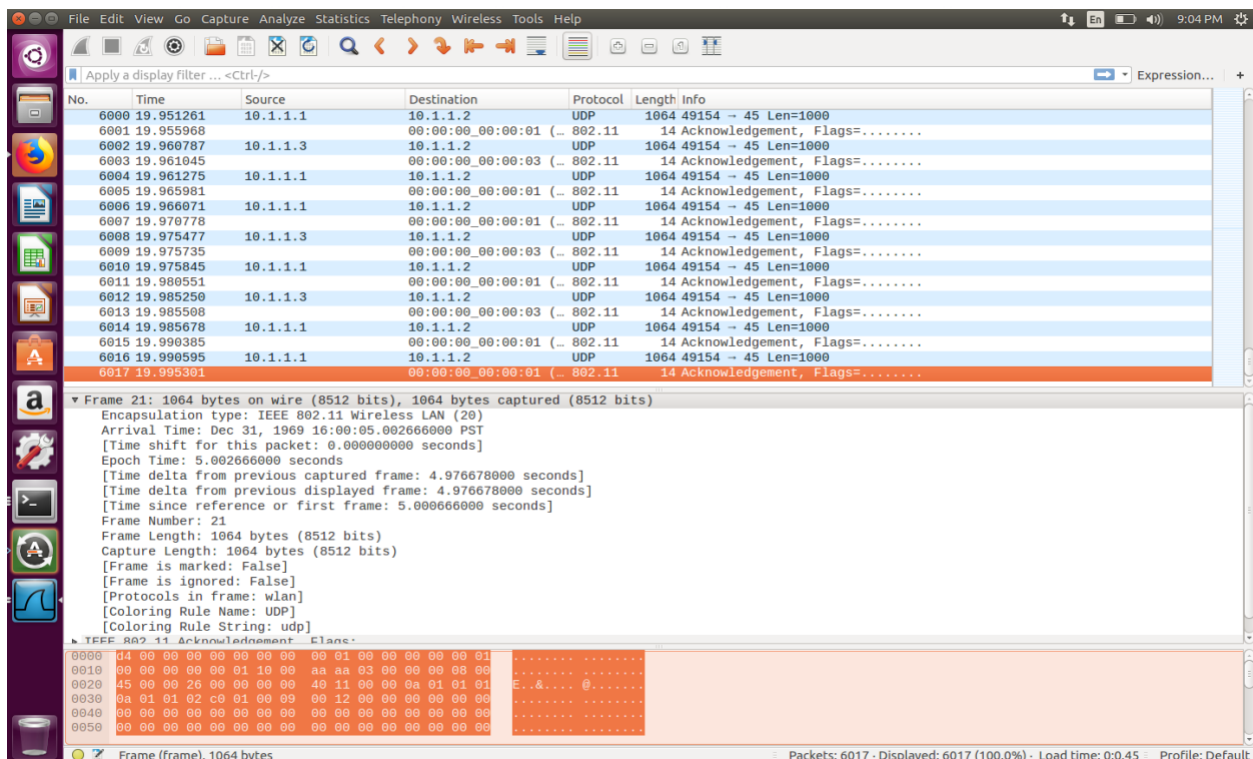 File Edit View Go Capture Analyze Statistics Telephony Wireless Tools Help En 9:04 PM
Apply a display filter … <Ctrl-/> Expression… +
No. Time Source Destination Protocol Length Info
6000 19.951261 10.1.1.1 10.1.1.2 UDP 1064 49154 → 45 Len=1000
6001 19.955968 00:00:00_00:00:01 (… 802.11 14 Acknowledgement, Flags=........
6002 19.960787 10.1.1.3 10.1.1.2 UDP 1064 49154 → 45 Len=1000
6003 19.961045 00:00:00_00:00:03 (… 802.11 14 Acknowledgement, Flags=........
6004 19.961275 10.1.1.1 10.1.1.2 UDP 1064 49154 → 45 Len=1000
6005 19.965981 00:00:00_00:00:01 (… 802.11 14 Acknowledgement, Flags=........
6006 19.966071 10.1.1.1 10.1.1.2 UDP 1064 49154 → 45 Len=1000
6007 19.970778 00:00:00_00:00:01 (… 802.11 14 Acknowledgement, Flags=........
6008 19.975477 10.1.1.3 10.1.1.2 UDP 1064 49154 → 45 Len=1000
6009 19.975735 00:00:00_00:00:03 (… 802.11 14 Acknowledgement, Flags=........
6010 19.975845 10.1.1.1 10.1.1.2 UDP 1064 49154 → 45 Len=1000
6011 19.980551 00:00:00_00:00:01 (… 802.11 14 Acknowledgement, Flags=........
6012 19.985250 10.1.1.3 10.1.1.2 UDP 1064 49154 → 45 Len=1000
6013 19.985508 00:00:00_00:00:03 (… 802.11 14 Acknowledgement, Flags=........
6014 19.985678 10.1.1.1 10.1.1.2 UDP 1064 49154 → 45 Len=1000
6015 19.990385 00:00:00_00:00:01 (… 802.11 14 Acknowledgement, Flags=........
6016 19.990595 10.1.1.1 10.1.1.2 UDP 1064 49154 → 45 Len=1000
6017 19.995301 00:00:00_00:00:01 (… 802.11 14 Acknowledgement, Flags=........
Frame 21: 1064 bytes on wire (8512 bits), 1064 bytes captured (8512 bits)
Encapsulation type: IEEE 802.11 Wireless LAN (20)
Arrival Time: Dec 31, 1969 16:00:05.002666000 PST
[Time shift for this packet: 0.000000000 seconds]
Epoch Time: 5.002666000 seconds
[Time delta from previous captured frame: 4.976678000 seconds]
[Time delta from previous displayed frame: 4.976678000 seconds]
[Time since reference or first frame: 5.000666000 seconds]
Frame Number: 21
Frame Length: 1064 bytes (8512 bits)
Capture Length: 1064 bytes (8512 bits)
[Frame is marked: False]
[Frame is ignored: False]
[Protocols in frame: wlan]
[Coloring Rule Name: UDP]
[Coloring Rule String: udp]
IEEE 802.11 Acknowledgement, Flags:
0000 d4 00 00 00 00 00 00 00 00 01 00 00 00 00 00 01 ........ ........
0010 00 00 00 00 00 01 10 00 aa aa 03 00 00 00 08 00 ........ ........
0020 45 00 00 26 00 00 00 00 40 11 00 00 0a 01 01 01 E..&.... @.......
0030 0a 01 01 02 c0 01 00 09 00 12 00 00 00 00 00 00 ........ ........
0040 00 00 00 00 00 00 00 00 00 00 00 00 00 00 00 00 ........ ........
0050 00 00 00 00 00 00 00 00 00 00 00 00 00 00 00 00 ........ ........
Frame (frame), 1064 bytes Packets: 6017 · Displayed: 6017 (100.0%) · Load time: 0:0.45 Profile: Default